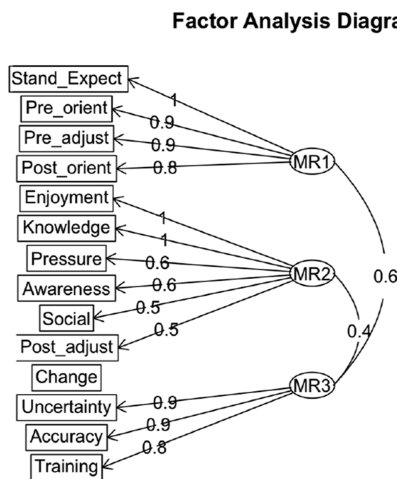 Factor Analysis Diagra
Stand_Expect
1
Pre_orient
0.9
Pre_adjust
0.9
MR1
Post_orient
0.8
Enjoyment
1
Knowledge
1
Pressure
0.6
MR2
0.6
Awareness
0.6
Social
0.5
0.4
Post_adjust
0.5
Change
MR3
Uncertainty
0.9
Accuracy
0.9
Training
0.8